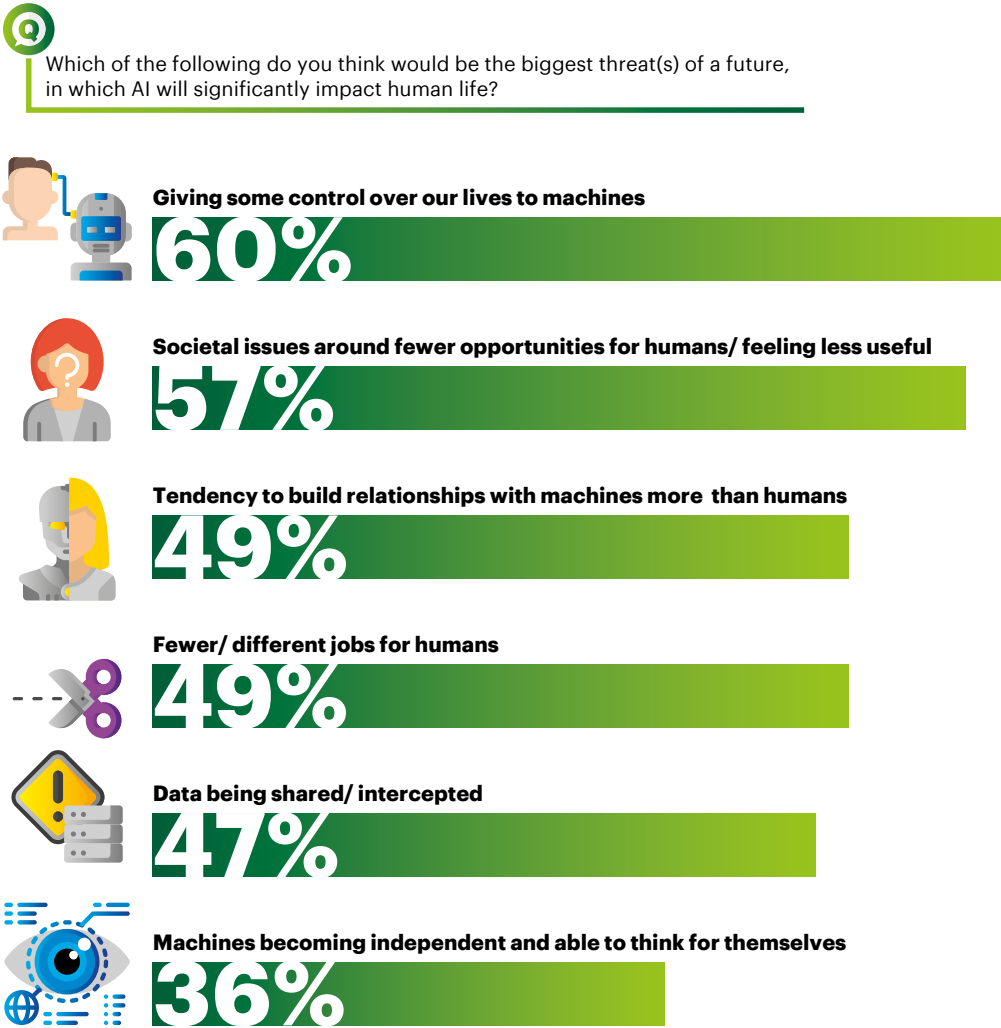 Q
Which of the following do you think would be the biggest threat(s) of a future,
in which AI will significantly impact human life?
Giving some control over our lives to machines
60%
Societal issues around fewer opportunities for humans/ feeling less useful
57%
?
Tendency to build relationships with machines more  than humans
49%
Fewer/ different jobs for humans
49%
Data being shared/ intercepted
47%
Machines becoming independent and able to think for themselves
36%